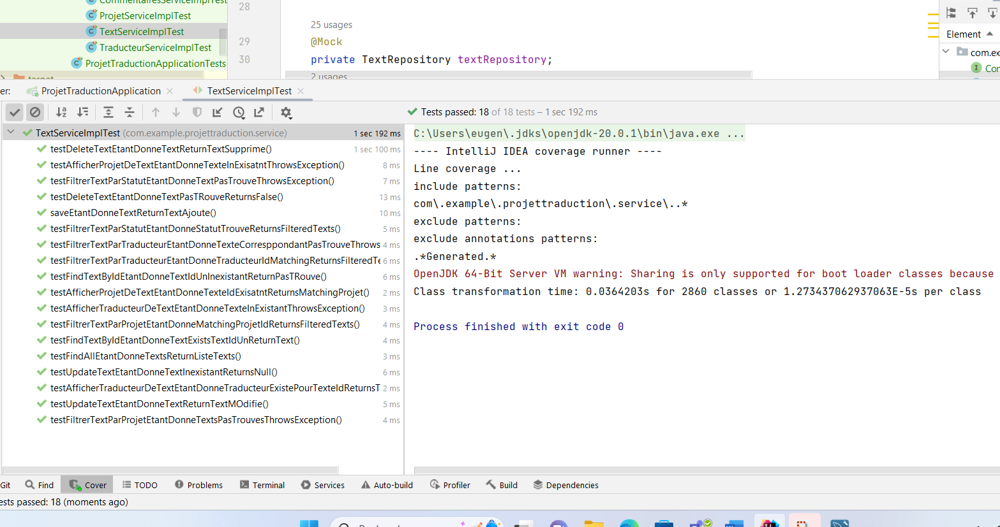 CommentairesServiceImplTest
28
ProjetServiceImplTest
25 usages
TextServiceImplTest
Element
29 @Mock
TraducteurServiceImplTest
com.ex
30 private TextRepository textRepository;
ProjetTraductionApplicationTests
Con
target
2 usages
er: ProjetTraductionApplication TextServiceImplTest
Tests passed: 18 of 18 tests – 1 sec 192 ms
TextServiceImplTest (com.example.projettraduction.service) 1 sec 192 ms
testDeleteTextEtantDonneTextReturnTextSupprime() 1 sec 100 ms
testAfficherProjetDeTextEtantDonneTexteInExisatntThrowsException() 8 ms
testFiltrerTextParStatutEtantDonneTextPasTrouveThrowsException() 7 ms
testDeleteTextEtantDonneTextPasTRouveReturnsFalse() 13 ms
saveEtantDonneTextReturnTextAjoute() 10 ms
testFiltrerTextParStatutEtantDonneStatutTrouveReturnsFilteredTexts() 5 ms
testFiltrerTextParTraducteurEtantDonneTexteCorresppondantPasTrouveThrows 4 ms
testFiltrerTextParTraducteurEtantDonneTraducteurIdMatchingReturnsFilteredTe 6 ms
testFindTextByIdEtantDonneTextIdUnInexistantReturnPasTRouve() 6 ms
testAfficherProjetDeTextEtantDonneTexteIdExisatntReturnsMatchingProjet() 2 ms
testAfficherTraducteurDeTextEtantDonneTexteInExistantThrowsException() 3 ms
testFiltrerTextParProjetEtantDonneMatchingProjetIdReturnsFilteredTexts() 4 ms
testFindTextByIdEtantDonneTextExistsTextIdUnReturnText() 4 ms
testFindAllEtantDonneTextsReturnListeTexts() 3 ms
testUpdateTextEtantDonneTextInexistantReturnsNull() 6 ms
testAfficherTraducteurDeTextEtantDonneTraducteurExistePourTexteIdReturnsT 2 ms
testUpdateTextEtantDonneTextReturnTextMOdifie() 5 ms
testFiltrerTextParProjetEtantDonneTextsPasTrouvesThrowsException() 4 ms
C:\Users\eugen\.jdks\openjdk-20.0.1\bin\java.exe ...
---- IntelliJ IDEA coverage runner ----
Line coverage ...
include patterns:
com\.example\.projettraduction\.service\..*
exclude patterns:
exclude annotations patterns:
.*Generated.*
OpenJDK 64-Bit Server VM warning: Sharing is only supported for boot loader classes because
Class transformation time: 0.0364203s for 2860 classes or 1.273437062937063E-5s per class
Process finished with exit code 0
Git Find Cover TODO Problems Terminal Services Auto-build Profiler Build Dependencies
ests passed: 18 (moments ago)